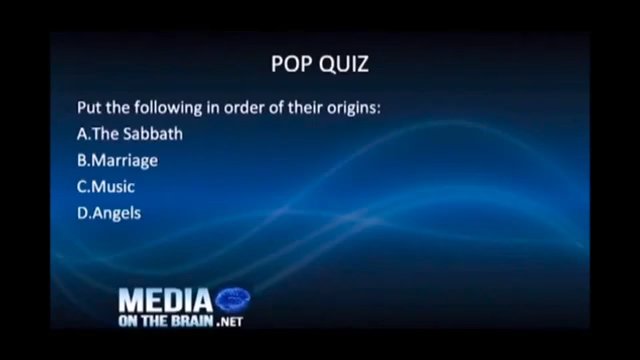 POP QUIZ
Put the following in order of their origins:
A.The Sabbath
B.Marriage
C.Music
D.Angels
MEDIA
ON THE BRAIN.NET